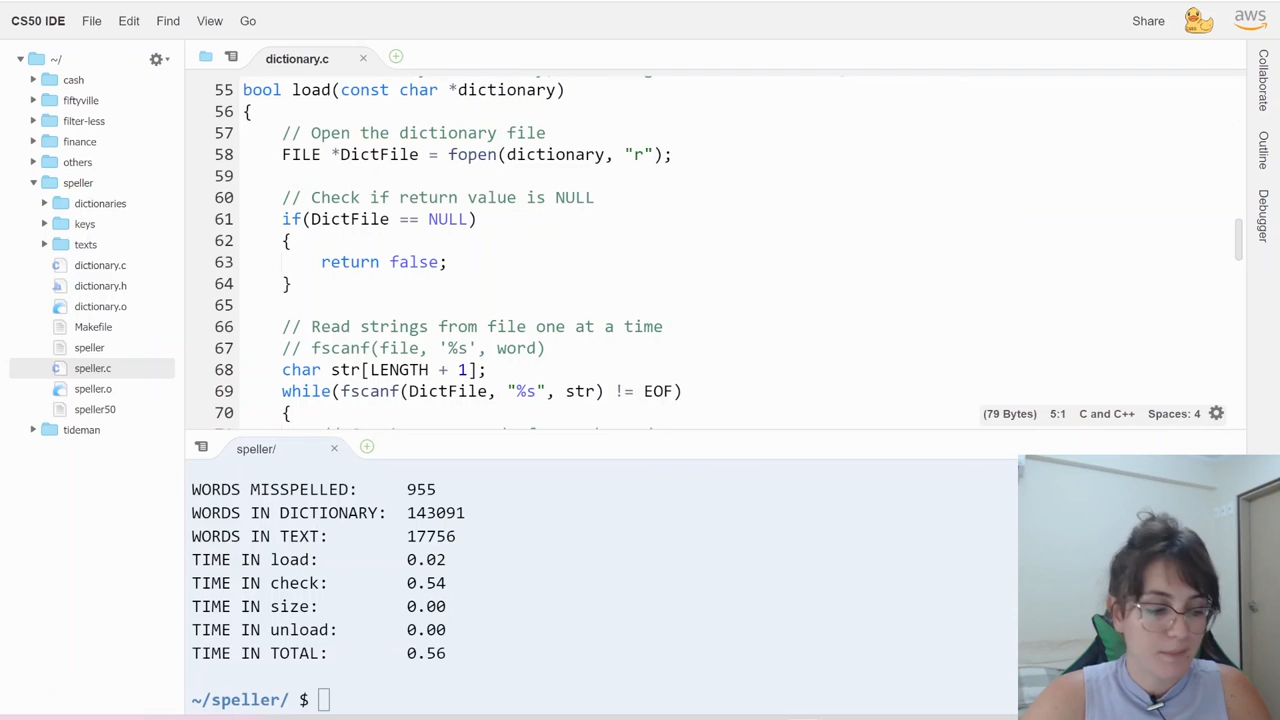 CS50 IDE File Edit Find View Go Share aws
~/
cash
fiftyville
filter-less
finance
others
speller
dictionaries
keys
texts
dictionary.c
dictionary.h
dictionary.o
Makefile
speller
speller.c
speller.o
speller50
tideman
dictionary.c
55 bool load(const char *dictionary)
56 {
57 // Open the dictionary file
58 FILE *DictFile = fopen(dictionary, "r");
59
60 // Check if return value is NULL
61 if(DictFile == NULL)
62 {
63 return false;
64 }
65
66 // Read strings from file one at a time
67 // fscanf(file, '%s', word)
68 char str[LENGTH + 1];
69 while(fscanf(DictFile, "%s", str) != EOF)
70 {
(79 Bytes) 5:1 C and C++ Spaces: 4
speller/
WORDS MISSPELLED: 955
WORDS IN DICTIONARY: 143091
WORDS IN TEXT: 17756
TIME IN load: 0.02
TIME IN check: 0.54
TIME IN size: 0.00
TIME IN unload: 0.00
TIME IN TOTAL: 0.56
~/speller/ $
Collaborate
Outline
Debugger